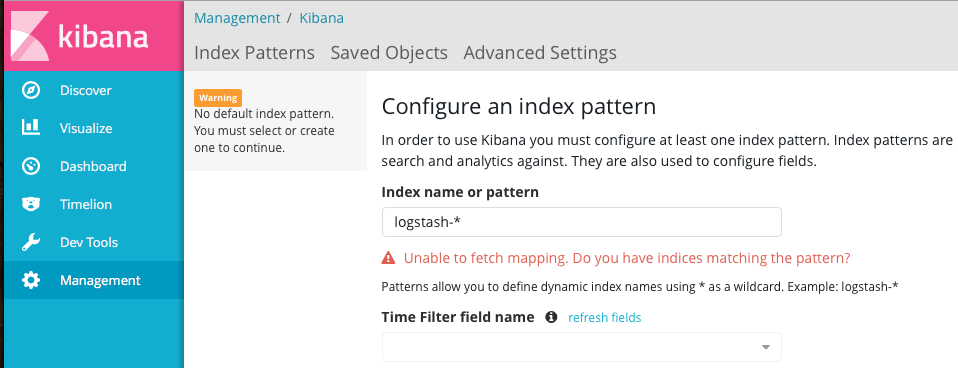 kibana
Discover
Visualize
Dashboard
Timelion
Dev Tools
Management
Management / Kibana
Index Patterns Saved Objects Advanced Settings
Warning
No default index pattern.
You must select or create
one to continue.
Configure an index pattern
In order to use Kibana you must configure at least one index pattern. Index patterns are
search and analytics against. They are also used to configure fields.
Index name or pattern
logstash-*
Unable to fetch mapping. Do you have indices matching the pattern?
Patterns allow you to define dynamic index names using * as a wildcard. Example: logstash-*
Time Filter field name refresh fields